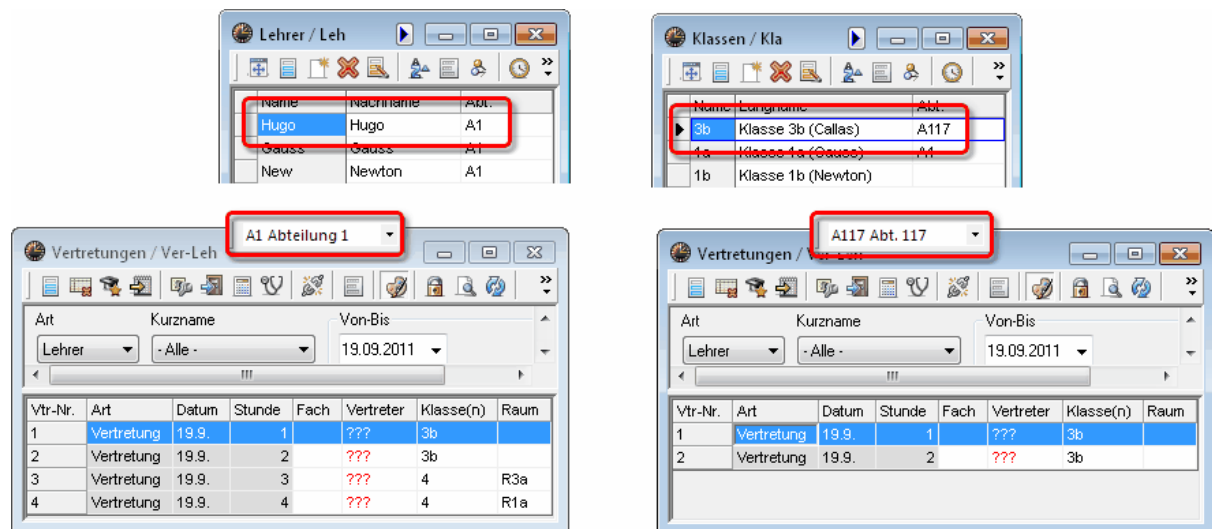 Lehrer / Leh
Name Nachname Abt.
Hugo Hugo A1
Gauss Gauss A1
New Newton A1
Klassen / Kla
Name Langname Abt.
3b Klasse 3b (Callas) A117
1a Klasse 1a (Gauss) A1
1b Klasse 1b (Newton)
A1 Abteilung 1
Vertretungen / Ver-Leh
Art Kurzname Von-Bis
Lehrer - Alle - 19.09.2011
Vtr-Nr. Art Datum Stunde Fach Vertreter Klasse(n) Raum
1 Vertretung 19.9. 1 ??? 3b
2 Vertretung 19.9. 2 ??? 3b
3 Vertretung 19.9. 3 ??? 4 R3a
4 Vertretung 19.9. 4 ??? 4 R1a
A117 Abt. 117
Vertretungen / Ver-Leh
Art Kurzname Von-Bis
Lehrer - Alle - 19.09.2011
Vtr-Nr. Art Datum Stunde Fach Vertreter Klasse(n) Raum
1 Vertretung 19.9. 1 ??? 3b
2 Vertretung 19.9. 2 ??? 3b